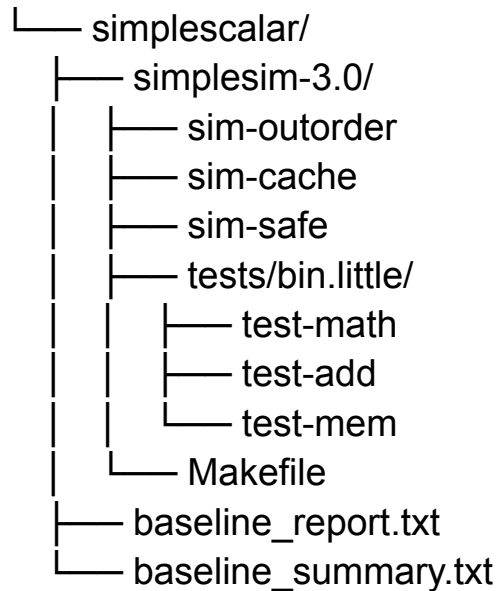 └── simplescalar/
├── simplesim-3.0/
│ ├── sim-outorder
│ ├── sim-cache
│ ├── sim-safe
│ ├── tests/bin.little/
│ │ ├── test-math
│ │ ├── test-add
│ │ └── test-mem
│ └── Makefile
├── baseline_report.txt
└── baseline_summary.txt